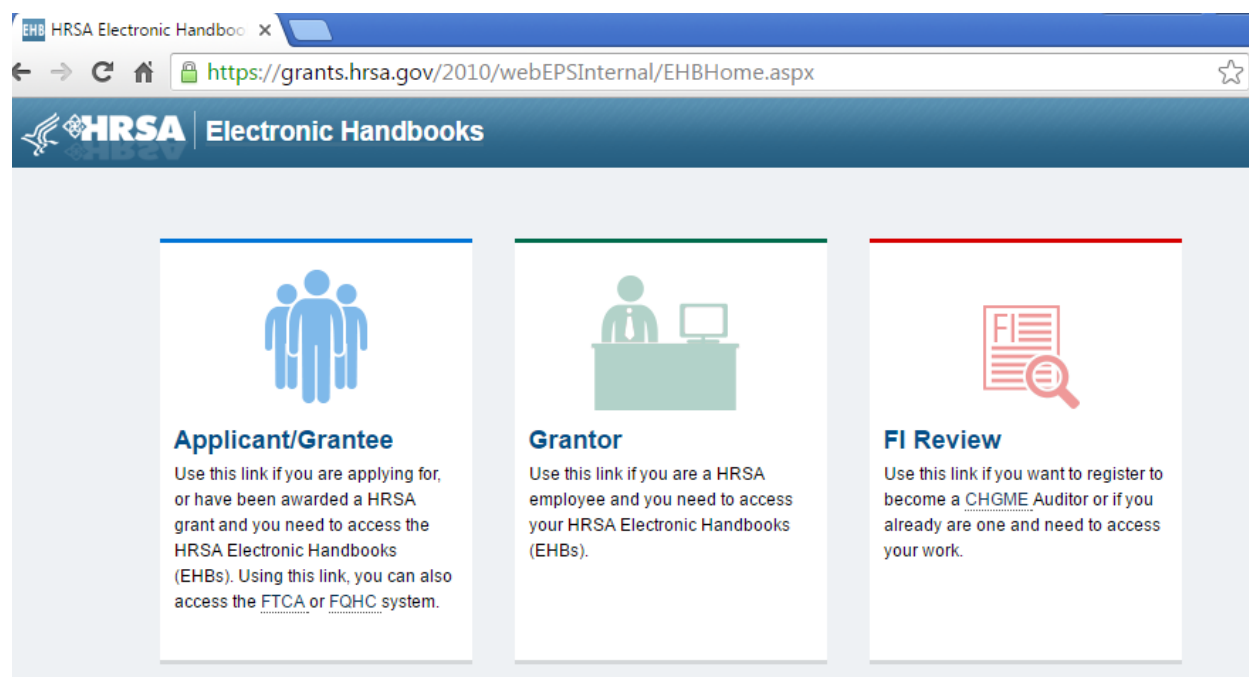 EHB HRSA Electronic Handboo
https://grants.hrsa.gov/2010/webEPSInternal/EHBHome.aspx
HRSA Electronic Handbooks
FI
Applicant/Grantee
Use this link if you are applying for,
or have been awarded a HRSA
grant and you need to access the
HRSA Electronic Handbooks
(EHBs). Using this link, you can also
access the FTCA or FQHC system.
Grantor
Use this link if you are a HRSA
employee and you need to access
your HRSA Electronic Handbooks
(EHBs).
FI Review
Use this link if you want to register to
become a CHGME Auditor or if you
already are one and need to access
your work.